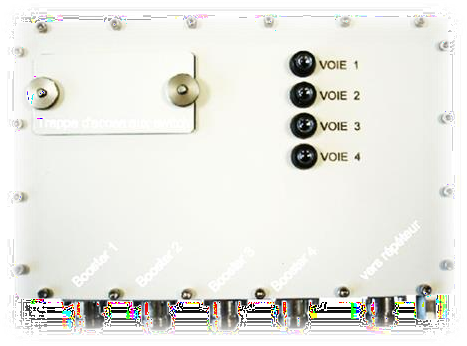 VOIE 1
VOIE 2
VOIE 3
VOIE 4
Trappe d'accès aux
Booster 1
Booster 2
Booster 3
Booster
vers répéteur